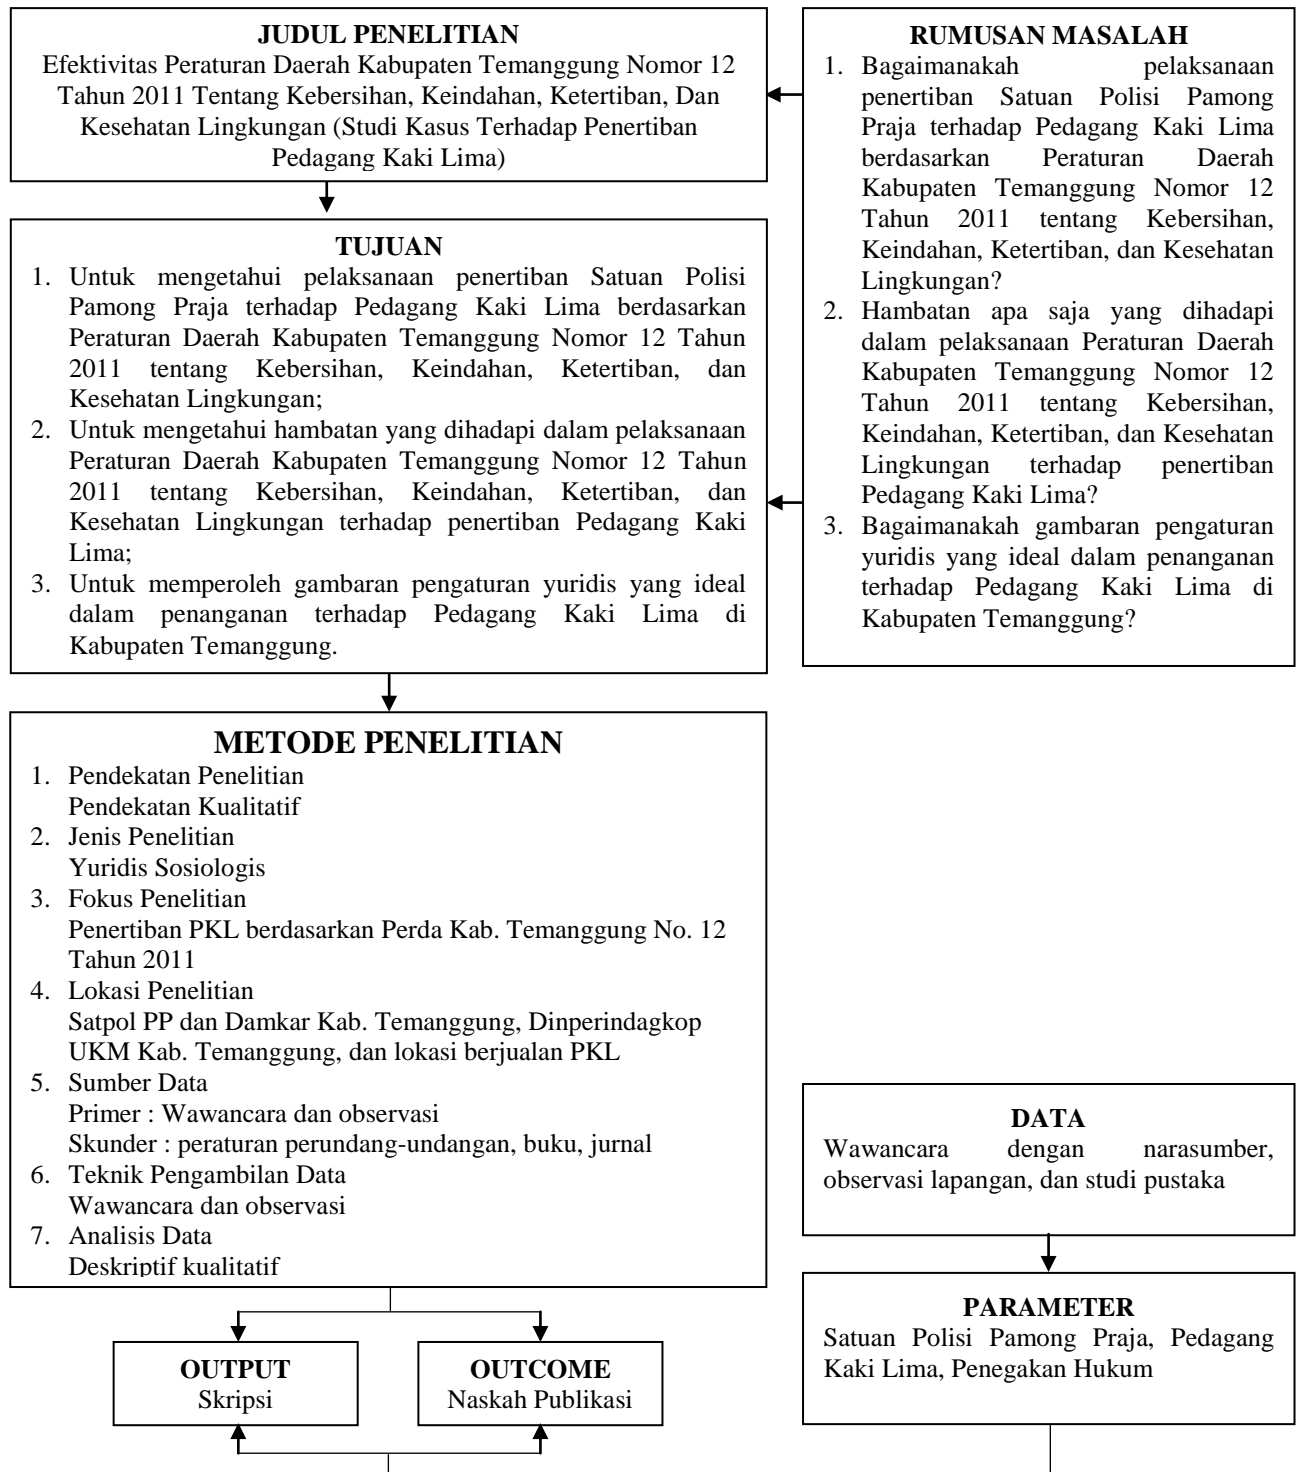 JUDUL PENELITIAN
Efektivitas Peraturan Daerah Kabupaten Temanggung Nomor 12
Tahun 2011 Tentang Kebersihan, Keindahan, Ketertiban, Dan
Kesehatan Lingkungan (Studi Kasus Terhadap Penertiban
Pedagang Kaki Lima)
RUMUSAN MASALAH
1. Bagaimanakah pelaksanaan
penertiban Satuan Polisi Pamong
Praja terhadap Pedagang Kaki Lima
berdasarkan Peraturan Daerah
Kabupaten Temanggung Nomor 12
Tahun 2011 tentang Kebersihan,
Keindahan, Ketertiban, dan Kesehatan
Lingkungan?
2. Hambatan apa saja yang dihadapi
dalam pelaksanaan Peraturan Daerah
Kabupaten Temanggung Nomor 12
Tahun 2011 tentang Kebersihan,
Keindahan, Ketertiban, dan Kesehatan
Lingkungan terhadap penertiban
Pedagang Kaki Lima?
3. Bagaimanakah gambaran pengaturan
yuridis yang ideal dalam penanganan
terhadap Pedagang Kaki Lima di
Kabupaten Temanggung?
TUJUAN
1. Untuk mengetahui pelaksanaan penertiban Satuan Polisi
Pamong Praja terhadap Pedagang Kaki Lima berdasarkan
Peraturan Daerah Kabupaten Temanggung Nomor 12 Tahun
2011 tentang Kebersihan, Keindahan, Ketertiban, dan
Kesehatan Lingkungan;
2. Untuk mengetahui hambatan yang dihadapi dalam pelaksanaan
Peraturan Daerah Kabupaten Temanggung Nomor 12 Tahun
2011 tentang Kebersihan, Keindahan, Ketertiban, dan
Kesehatan Lingkungan terhadap penertiban Pedagang Kaki
Lima;
3. Untuk memperoleh gambaran pengaturan yuridis yang ideal
dalam penanganan terhadap Pedagang Kaki Lima di
Kabupaten Temanggung.
METODE PENELITIAN
1. Pendekatan Penelitian
Pendekatan Kualitatif
2. Jenis Penelitian
Yuridis Sosiologis
3. Fokus Penelitian
Penertiban PKL berdasarkan Perda Kab. Temanggung No. 12
Tahun 2011
4. Lokasi Penelitian
Satpol PP dan Damkar Kab. Temanggung, Dinperindagkop
UKM Kab. Temanggung, dan lokasi berjualan PKL
5. Sumber Data
Primer : Wawancara dan observasi
Skunder : peraturan perundang-undangan, buku, jurnal
6. Teknik Pengambilan Data
Wawancara dan observasi
7. Analisis Data
Deskriptif kualitatif
DATA
Wawancara dengan narasumber,
observasi lapangan, dan studi pustaka
PARAMETER
Satuan Polisi Pamong Praja, Pedagang
Kaki Lima, Penegakan Hukum
OUTPUT
Skripsi
OUTCOME
Naskah Publikasi